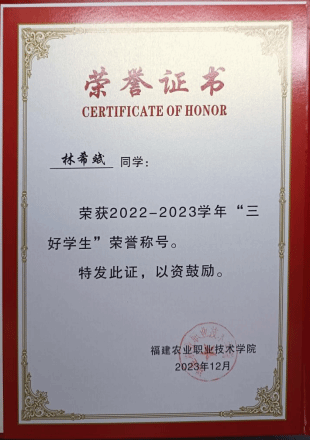 荣誉证书
CERTIFICATE OF HONOR
林希斌 同学：
荣获2022-2023学年“三
好学生”荣誉称号。
特发此证，以资鼓励。
福建农业职业技术学院
2023年12月